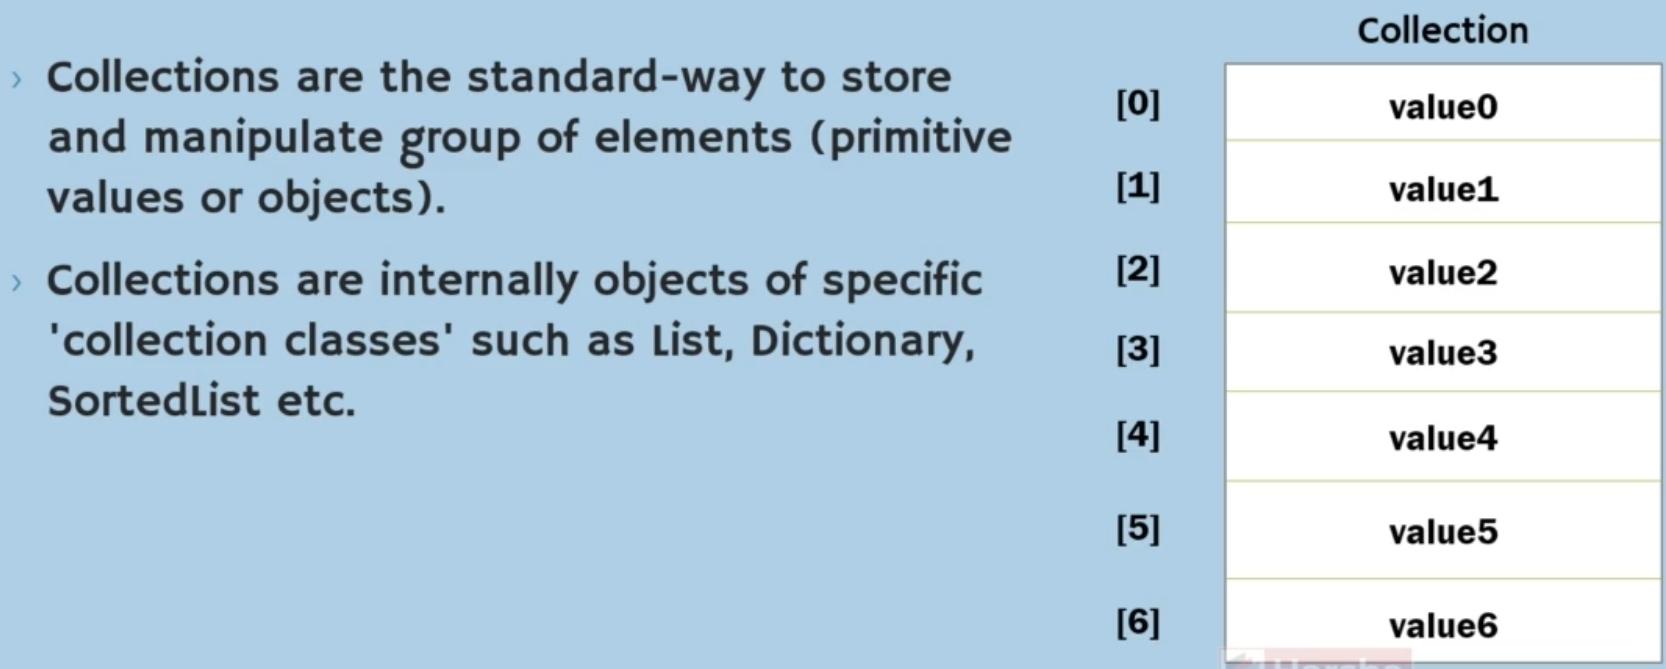 Collection
› Collections are the standard-way to store
and manipulate group of elements (primitive
values or objects).
› Collections are internally objects of specific
'collection classes' such as List, Dictionary,
SortedList etc.
[0] value0
[1] value1
[2] value2
[3] value3
[4] value4
[5] value5
[6] value6